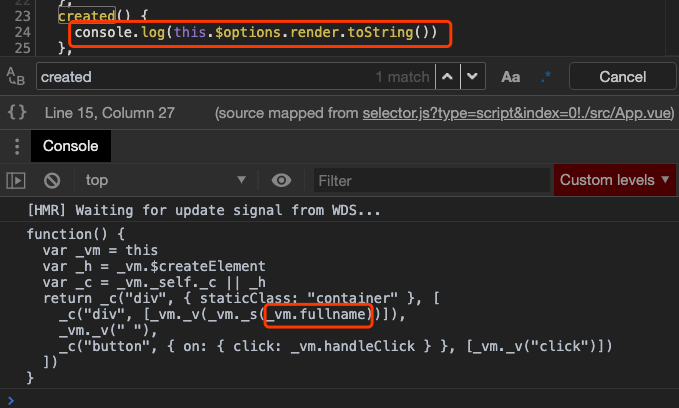 22 },
23 created() {
24 console.log(this.$options.render.toString())
25 },
created 1 match Aa .* Cancel
{} Line 15, Column 27 (source mapped from selector.js?type=script&index=0!./src/App.vue)
Console
top Filter Custom levels
[HMR] Waiting for update signal from WDS...
function() {
var _vm = this
var _h = _vm.$createElement
var _c = _vm._self._c || _h
return _c("div", { staticClass: "container" }, [
_c("div", [_vm._v(_vm._s(_vm.fullname))]),
_vm._v(" "),
_c("button", { on: { click: _vm.handleClick } }, [_vm._v("click")])
])
}